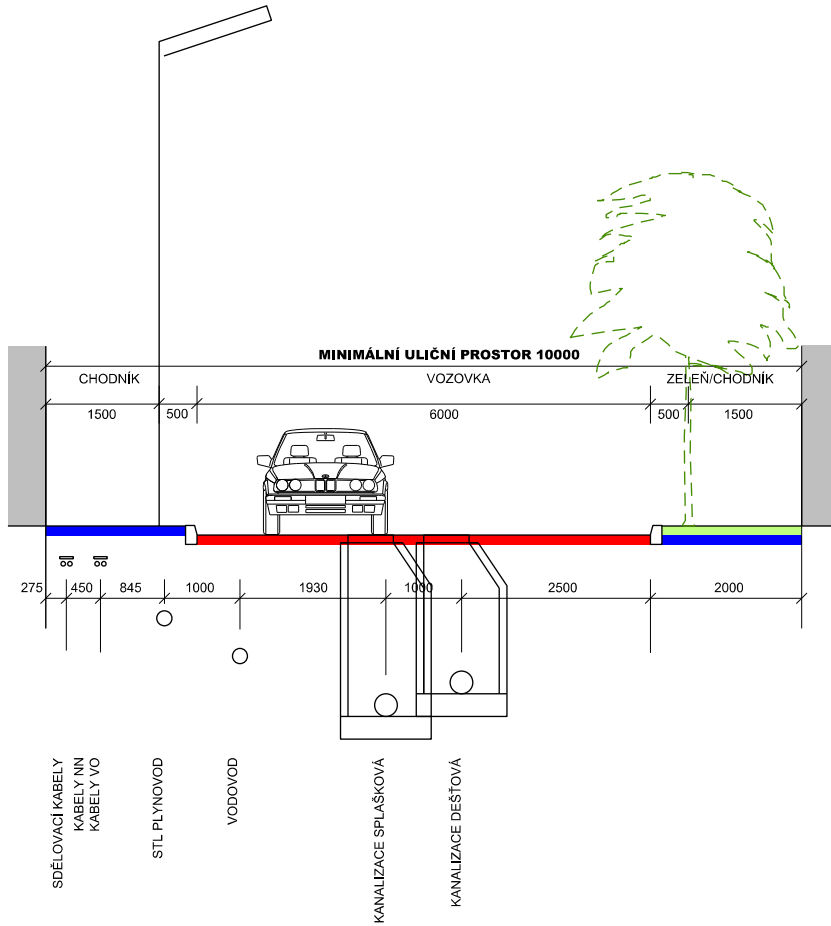 MINIMÁLNÍ ULIČNÍ PROSTOR 10000
CHODNÍK
VOZOVKA
ZELEŇ/CHODNÍK
1500
500
6000
500
1500
275
450
845
1000
1930
1000
2500
2000
SDĚLOVACÍ KABELY
KABELY NN
KABELY VO
STL PLYNOVOD
VODOVOD
KANALIZACE SPLAŠKOVÁ
KANALIZACE DEŠŤOVÁ